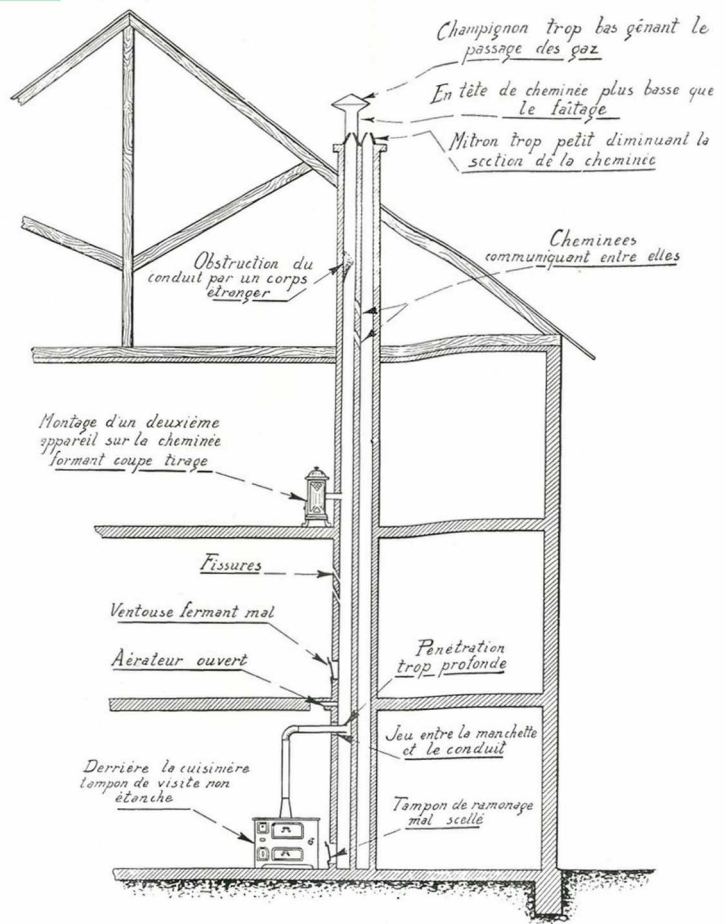 Champignon trop bas gênant le
passage des gaz
En tête de cheminée plus basse que
le faîtage
Mitron trop petit diminuant la
section de la cheminée
Cheminees
communiquant entre elles
Obstruction du
conduit par un corps
étranger
Montage d'un deuxième
appareil sur la cheminée
formant coupe tirage
Fissures
Ventouse fermant mal
Aérateur ouvert
Pénétration
trop profonde
Jeu entre la manchette
et le conduit
Derrière la cuisinière
tampon de visite non
étanche
Tampon de ramonage
mal scellé